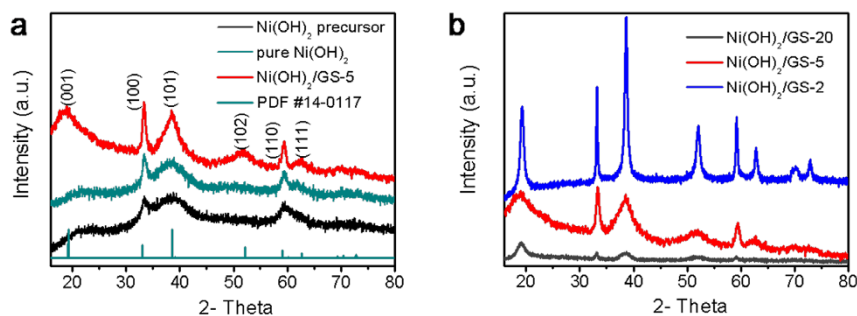 a
Ni(OH)2 precursor
pure Ni(OH)2
Ni(OH)2/GS-5
PDF #14-0117
(001)
(100)
(101)
(102)
(110)
(111)
Intensity (a.u.)
20 30 40 50 60 70 80
2- Theta
b
Ni(OH)2/GS-20
Ni(OH)2/GS-5
Ni(OH)2/GS-2
Intensity (a.u.)
20 30 40 50 60 70 80
2- Theta